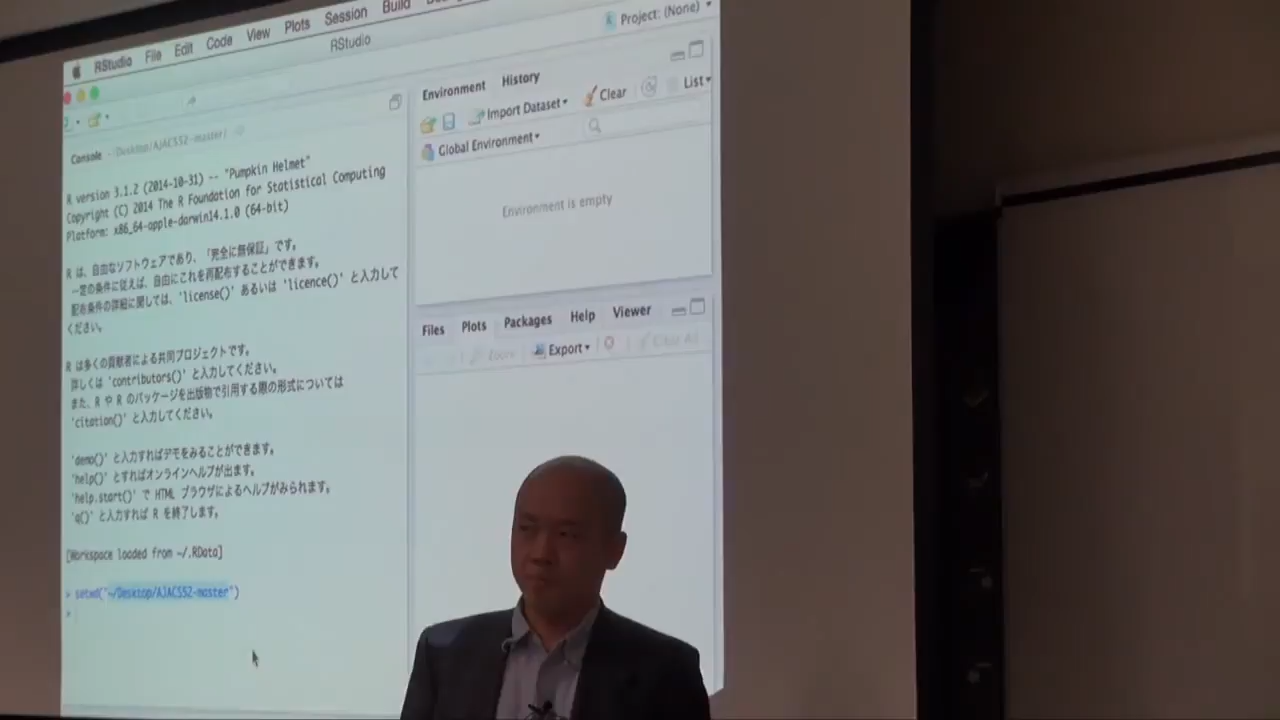 RStudio File Edit Code View Plots Session Build
RStudio
Project: (None)
Console ~/Desktop/AJACS52-master/
R version 3.1.2 (2014-10-31) -- "Pumpkin Helmet"
Copyright (C) 2014 The R Foundation for Statistical Computing
Platform: x86_64-apple-darwin14.1.0 (64-bit)
R は、自由なソフトウェアであり、「完全に無保証」です。
一定の条件に従えば、自由にこれを再配布することができます。
配布条件の詳細に関しては、'license()' あるいは 'licence()' と入力して
ください。
R は多くの貢献者による共同プロジェクトです。
詳しくは 'contributors()' と入力してください。
また、R や R のパッケージを出版物で引用する際の形式については
'citation()' と入力してください。
'demo()' と入力すればデモをみることができます。
'help()' とすればオンラインヘルプが出ます。
'help.start()' で HTML ブラウザによるヘルプがみられます。
'q()' と入力すれば R を終了します。
[Workspace loaded from ~/.RData]
> setwd("~/Desktop/AJACS52-master")
>
Environment History
Import Dataset Clear List
Global Environment
Environment is empty
Files Plots Packages Help Viewer
Zoom Export Clear All